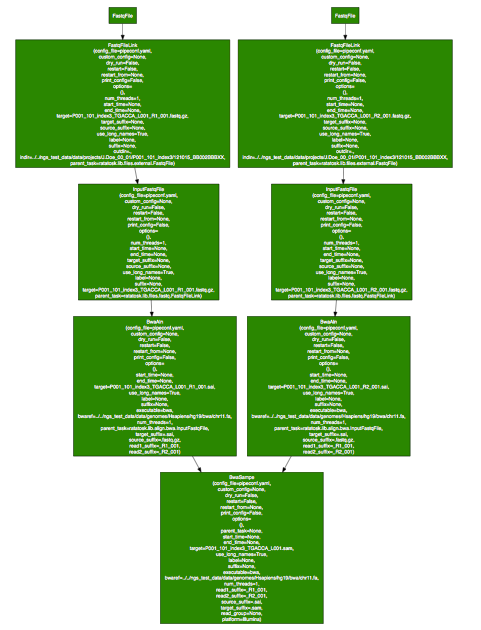 FastqFile
FastqFile
FastqFileLink
(config_file=pipeconf.yaml,
custom_config=None,
dry_run=False,
restart=False,
restart_from=None,
print_config=False,
options=
(),
num_threads=1,
start_time=None,
end_time=None,
target=P001_101_index3_TGACCA_L001_R1_001.fastq.gz,
target_suffix=None,
source_suffix=None,
use_long_names=True,
label=None,
suffix=None,
outdir=.,
indir=../../ngs_test_data/data/projects/J.Doe_00_01/P001_101_index3/121015_BB002BBBXX,
parent_task=ratatosk.lib.files.external.FastqFile)
FastqFileLink
(config_file=pipeconf.yaml,
custom_config=None,
dry_run=False,
restart=False,
restart_from=None,
print_config=False,
options=
(),
num_threads=1,
start_time=None,
end_time=None,
target=P001_101_index3_TGACCA_L001_R2_001.fastq.gz,
target_suffix=None,
source_suffix=None,
use_long_names=True,
label=None,
suffix=None,
outdir=.,
indir=../../ngs_test_data/data/projects/J.Doe_00_01/P001_101_index3/121015_BB002BBBXX,
parent_task=ratatosk.lib.files.external.FastqFile)
InputFastqFile
(config_file=pipeconf.yaml,
custom_config=None,
dry_run=False,
restart=False,
restart_from=None,
print_config=False,
options=
(),
num_threads=1,
start_time=None,
end_time=None,
target_suffix=None,
source_suffix=None,
use_long_names=True,
label=None,
suffix=None,
target=P001_101_index3_TGACCA_L001_R1_001.fastq.gz,
parent_task=ratatosk.lib.files.fastq.FastqFileLink)
InputFastqFile
(config_file=pipeconf.yaml,
custom_config=None,
dry_run=False,
restart=False,
restart_from=None,
print_config=False,
options=
(),
num_threads=1,
start_time=None,
end_time=None,
target_suffix=None,
source_suffix=None,
use_long_names=True,
label=None,
suffix=None,
target=P001_101_index3_TGACCA_L001_R2_001.fastq.gz,
parent_task=ratatosk.lib.files.fastq.FastqFileLink)
BwaAln
(config_file=pipeconf.yaml,
custom_config=None,
dry_run=False,
restart=False,
restart_from=None,
print_config=False,
options=
(),
start_time=None,
end_time=None,
target=P001_101_index3_TGACCA_L001_R1_001.sai,
use_long_names=True,
label=None,
suffix=None,
executable=bwa,
bwaref=../../ngs_test_data/data/genomes/Hsapiens/hg19/bwa/chr11.fa,
num_threads=1,
parent_task=ratatosk.lib.align.bwa.InputFastqFile,
target_suffix=.sai,
source_suffix=.fastq.gz,
read1_suffix=_R1_001,
read2_suffix=_R2_001)
BwaAln
(config_file=pipeconf.yaml,
custom_config=None,
dry_run=False,
restart=False,
restart_from=None,
print_config=False,
options=
(),
start_time=None,
end_time=None,
target=P001_101_index3_TGACCA_L001_R2_001.sai,
use_long_names=True,
label=None,
suffix=None,
executable=bwa,
bwaref=../../ngs_test_data/data/genomes/Hsapiens/hg19/bwa/chr11.fa,
num_threads=1,
parent_task=ratatosk.lib.align.bwa.InputFastqFile,
target_suffix=.sai,
source_suffix=.fastq.gz,
read1_suffix=_R1_001,
read2_suffix=_R2_001)
BwaSampe
(config_file=pipeconf.yaml,
custom_config=None,
dry_run=False,
restart=False,
restart_from=None,
print_config=False,
options=
(),
parent_task=None,
start_time=None,
end_time=None,
target=P001_101_index3_TGACCA_L001.sam,
use_long_names=True,
label=None,
suffix=None,
executable=bwa,
bwaref=../../ngs_test_data/data/genomes/Hsapiens/hg19/bwa/chr11.fa,
num_threads=1,
read1_suffix=_R1_001,
read2_suffix=_R2_001,
source_suffix=.sai,
target_suffix=.sam,
read_group=None,
platform=Illumina)